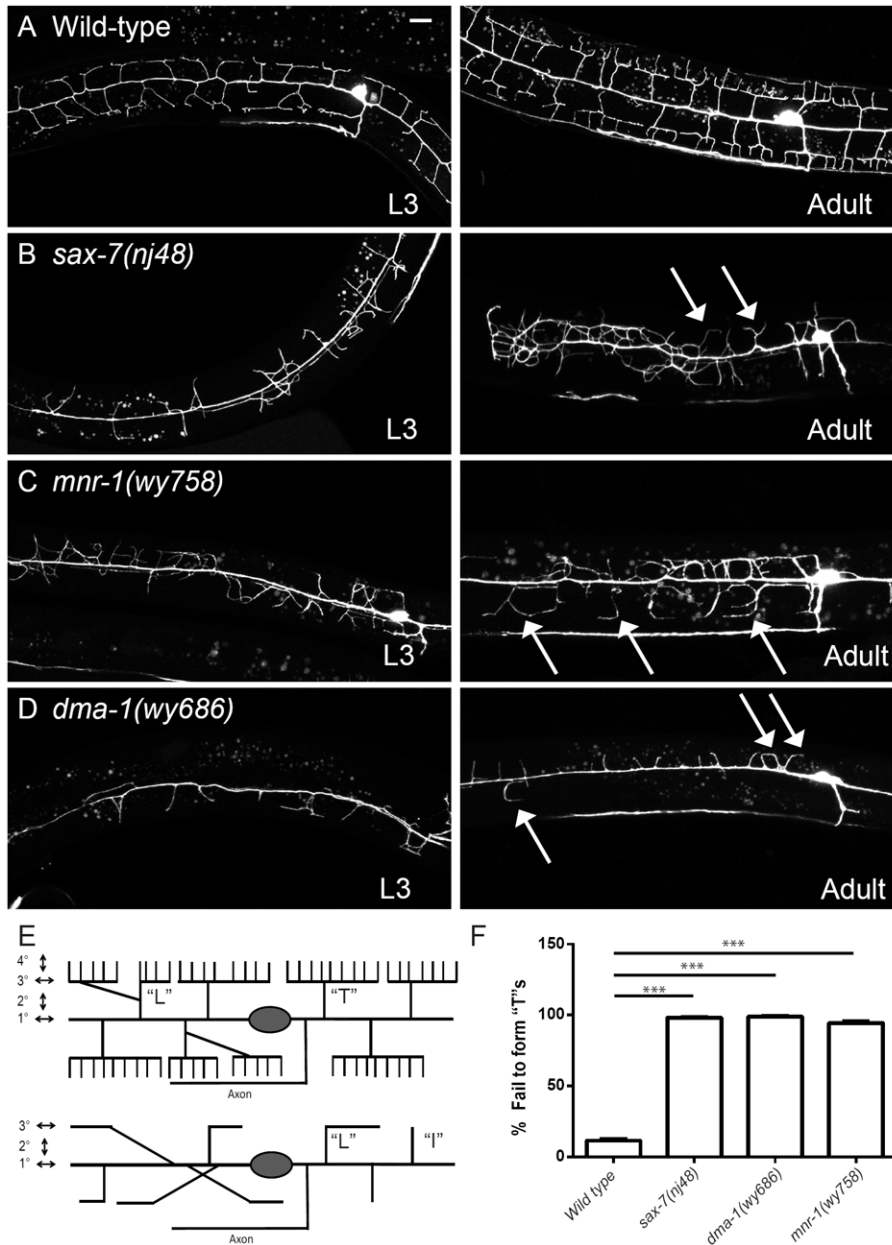 A Wild-type
L3
Adult
B sax-7(nj48)
L3
Adult
C mnr-1(wy758)
L3
Adult
D dma-1(wy686)
L3
Adult
E
4°
3°
2°
1°
"L"
"T"
Axon
3°
2°
1°
"L"
"I"
Axon
F
% Fail to form "T"s
150
100
50
0
***
***
***
Wild type
sax-7(nj48)
dma-1(wy686)
mnr-1(wy758)